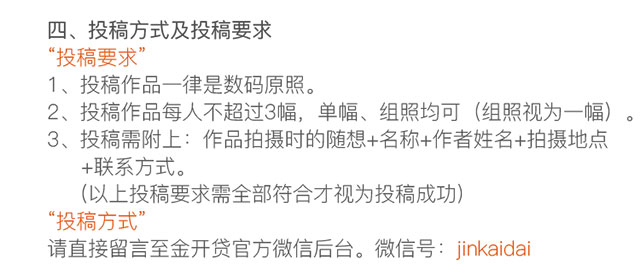 四、投稿方式及投稿要求
“投稿要求”
1、投稿作品一律是数码原照。
2、投稿作品每人不超过3幅，单幅、组照均可（组照视为一幅）。
3、投稿需附上：作品拍摄时的随想+名称+作者姓名+拍摄地点
+联系方式。
(以上投稿要求需全部符合才视为投稿成功)
“投稿方式”
请直接留言至金开贷官方微信后台。微信号：jinkaidai